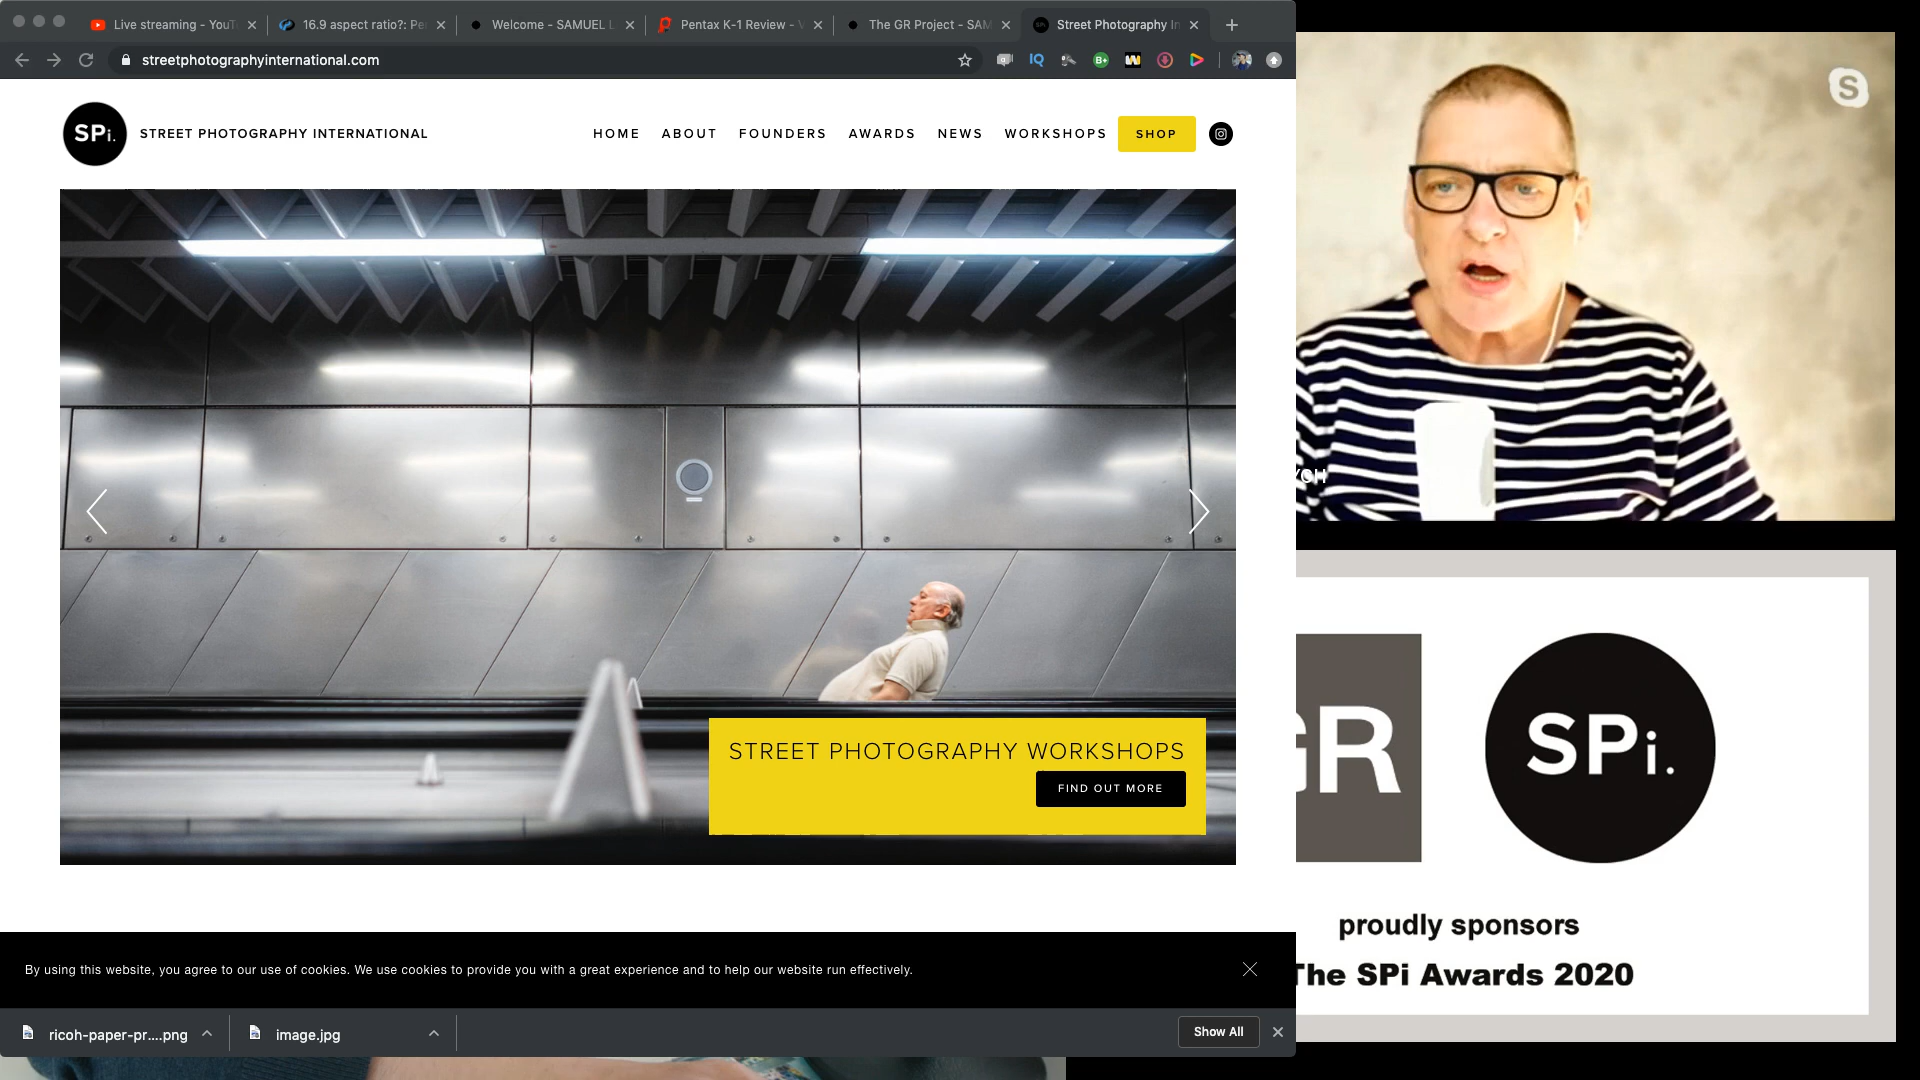 Live streaming - YouT
16.9 aspect ratio?: Pe
Welcome - SAMUEL L
Pentax K-1 Review - V
The GR Project - SAM
Street Photography In
streetphotographyinternational.com
IQ
B+
W
SPi.
STREET PHOTOGRAPHY INTERNATIONAL
HOME
ABOUT
FOUNDERS
AWARDS
NEWS
WORKSHOPS
SHOP
S
YCH
STREET PHOTOGRAPHY WORKSHOPS
FIND OUT MORE
GR
SPi.
proudly sponsors
The SPi Awards 2020
By using this website, you agree to our use of cookies. We use cookies to provide you with a great experience and to help our website run effectively.
ricoh-paper-pr....png
image.jpg
Show All